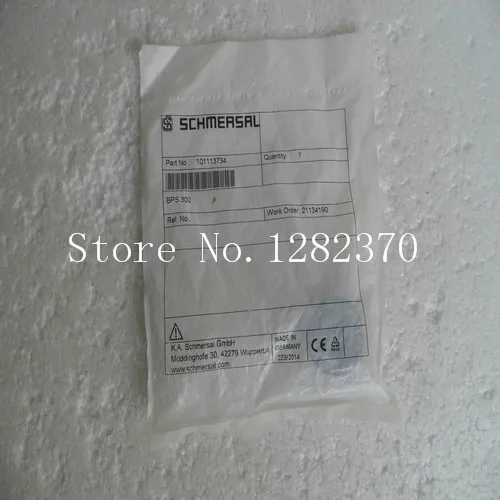 SCHMERSAL
Part No. 101113734 Quantity: 1
BPS 300
Ref No. Work Order: 21134190
Store No. 1282370
K.A. Schmersal GmbH
Möddinghofe 30, 42279 Wuppertal
www.schmersal.com
MADE IN
GERMANY
CE